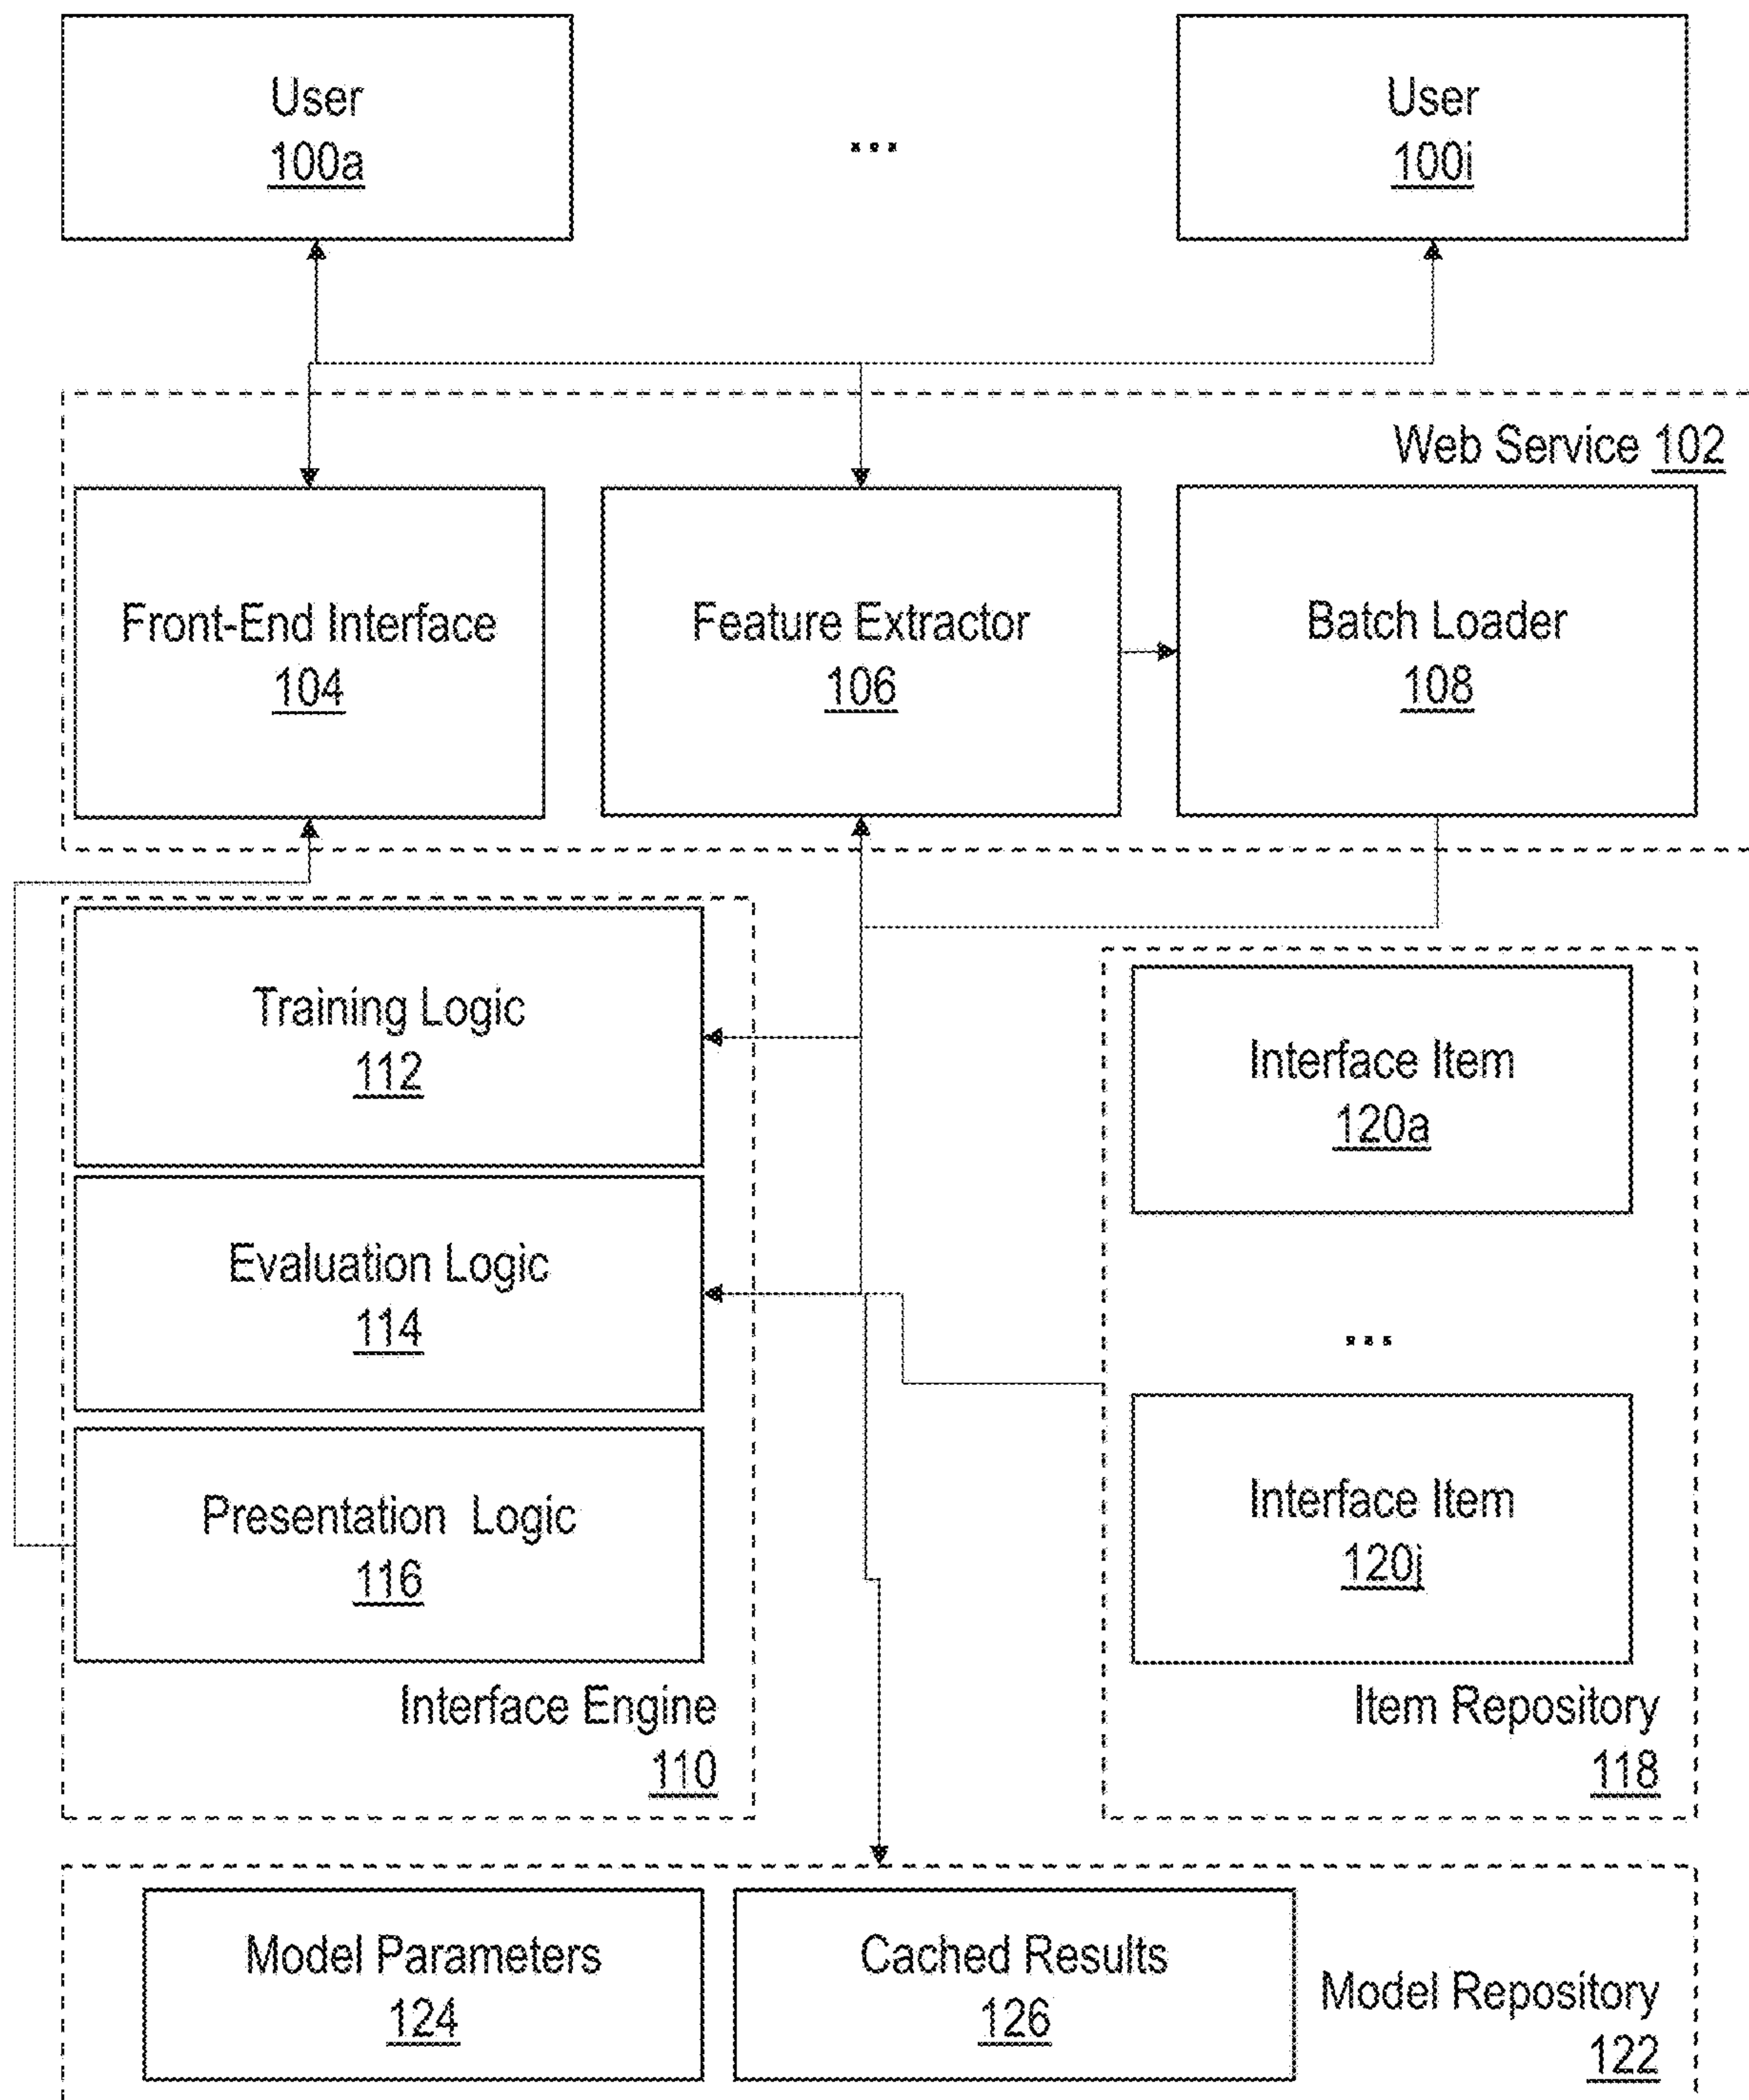 User
100a
...
User
100i
Web Service 102
Front-End Interface
104
Feature Extractor
106
Batch Loader
108
Training Logic
112
Evaluation Logic
114
Presentation Logic
116
Interface Engine
110
Interface Item
120a
...
Interface Item
120j
Item Repository
118
Model Parameters
124
Cached Results
126
Model Repository
122